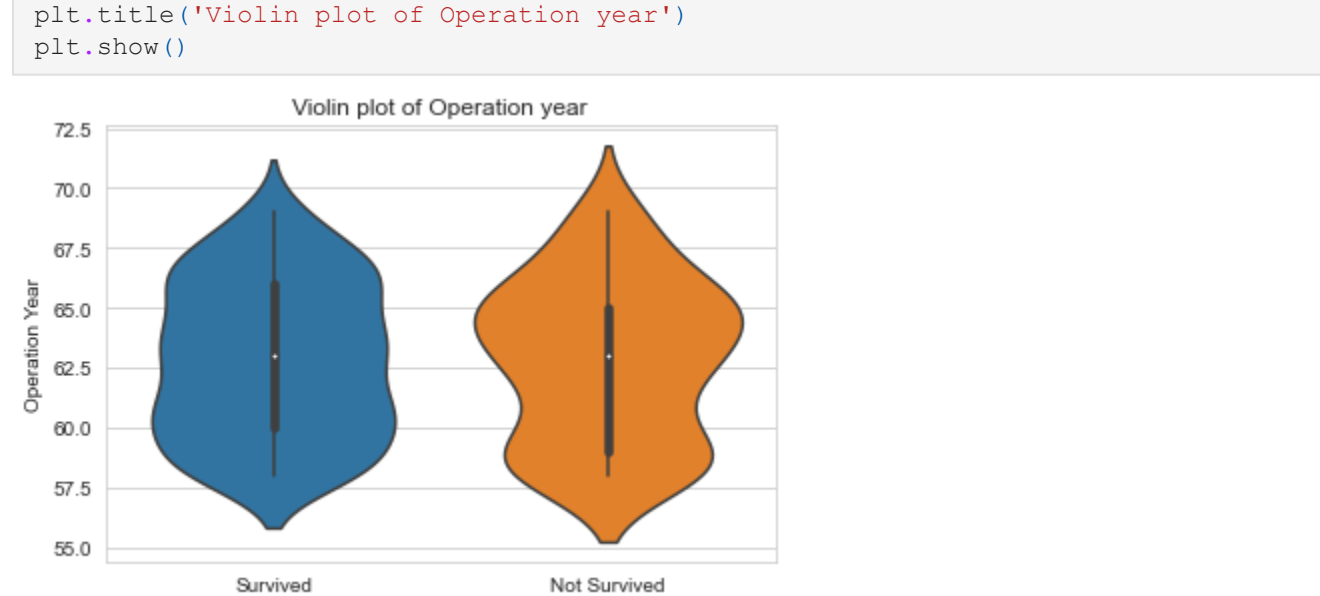 plt.title('Violin plot of Operation year')
plt.show()
Violin plot of Operation year
72.5
70.0
67.5
65.0
62.5
60.0
57.5
55.0
Operation Year
Survived
Not Survived